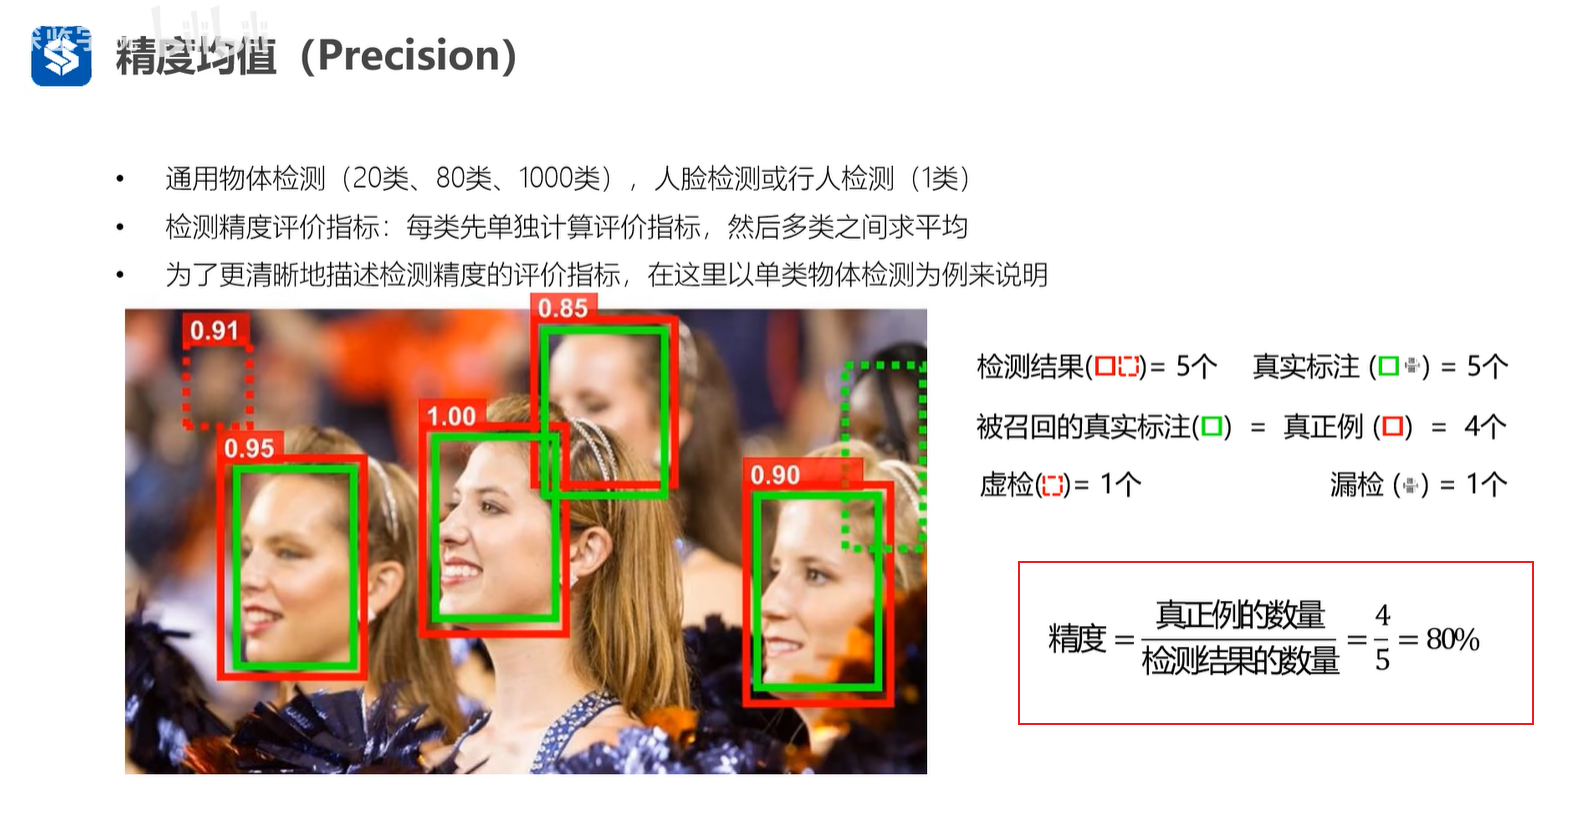 精度均值（Precision）
• 通用物体检测（20类、80类、1000类），人脸检测或行人检测（1类）
• 检测精度评价指标：每类先单独计算评价指标，然后多类之间求平均
• 为了更清晰地描述检测精度的评价指标，在这里以单类物体检测为例来说明
0.85
0.91
1.00
0.95
0.90
检测结果( )= 5个 真实标注 ( ) = 5个
被召回的真实标注( ) = 真正例 ( ) = 4个
虚检( )= 1个 漏检 ( ) = 1个
精度 = 真正例的数量 / 检测结果的数量 = 4/5 = 80%